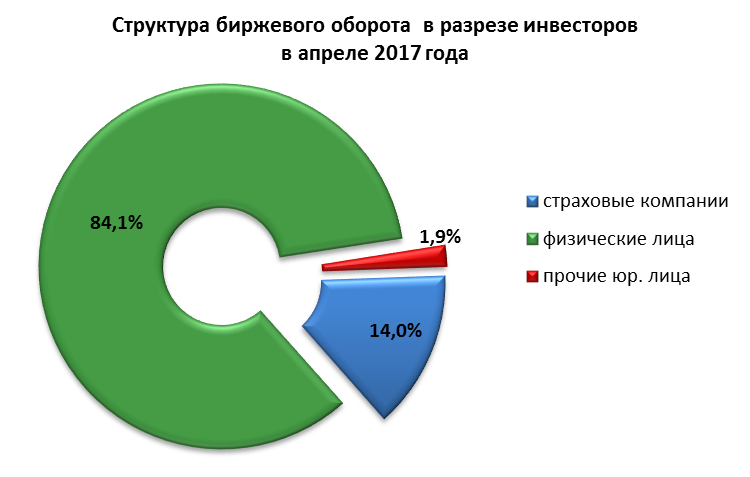 Структура биржевого оборота в разрезе инвесторов
в апреле 2017 года
84,1%
1,9%
14,0%
страховые компании
физические лица
прочие юр. лица